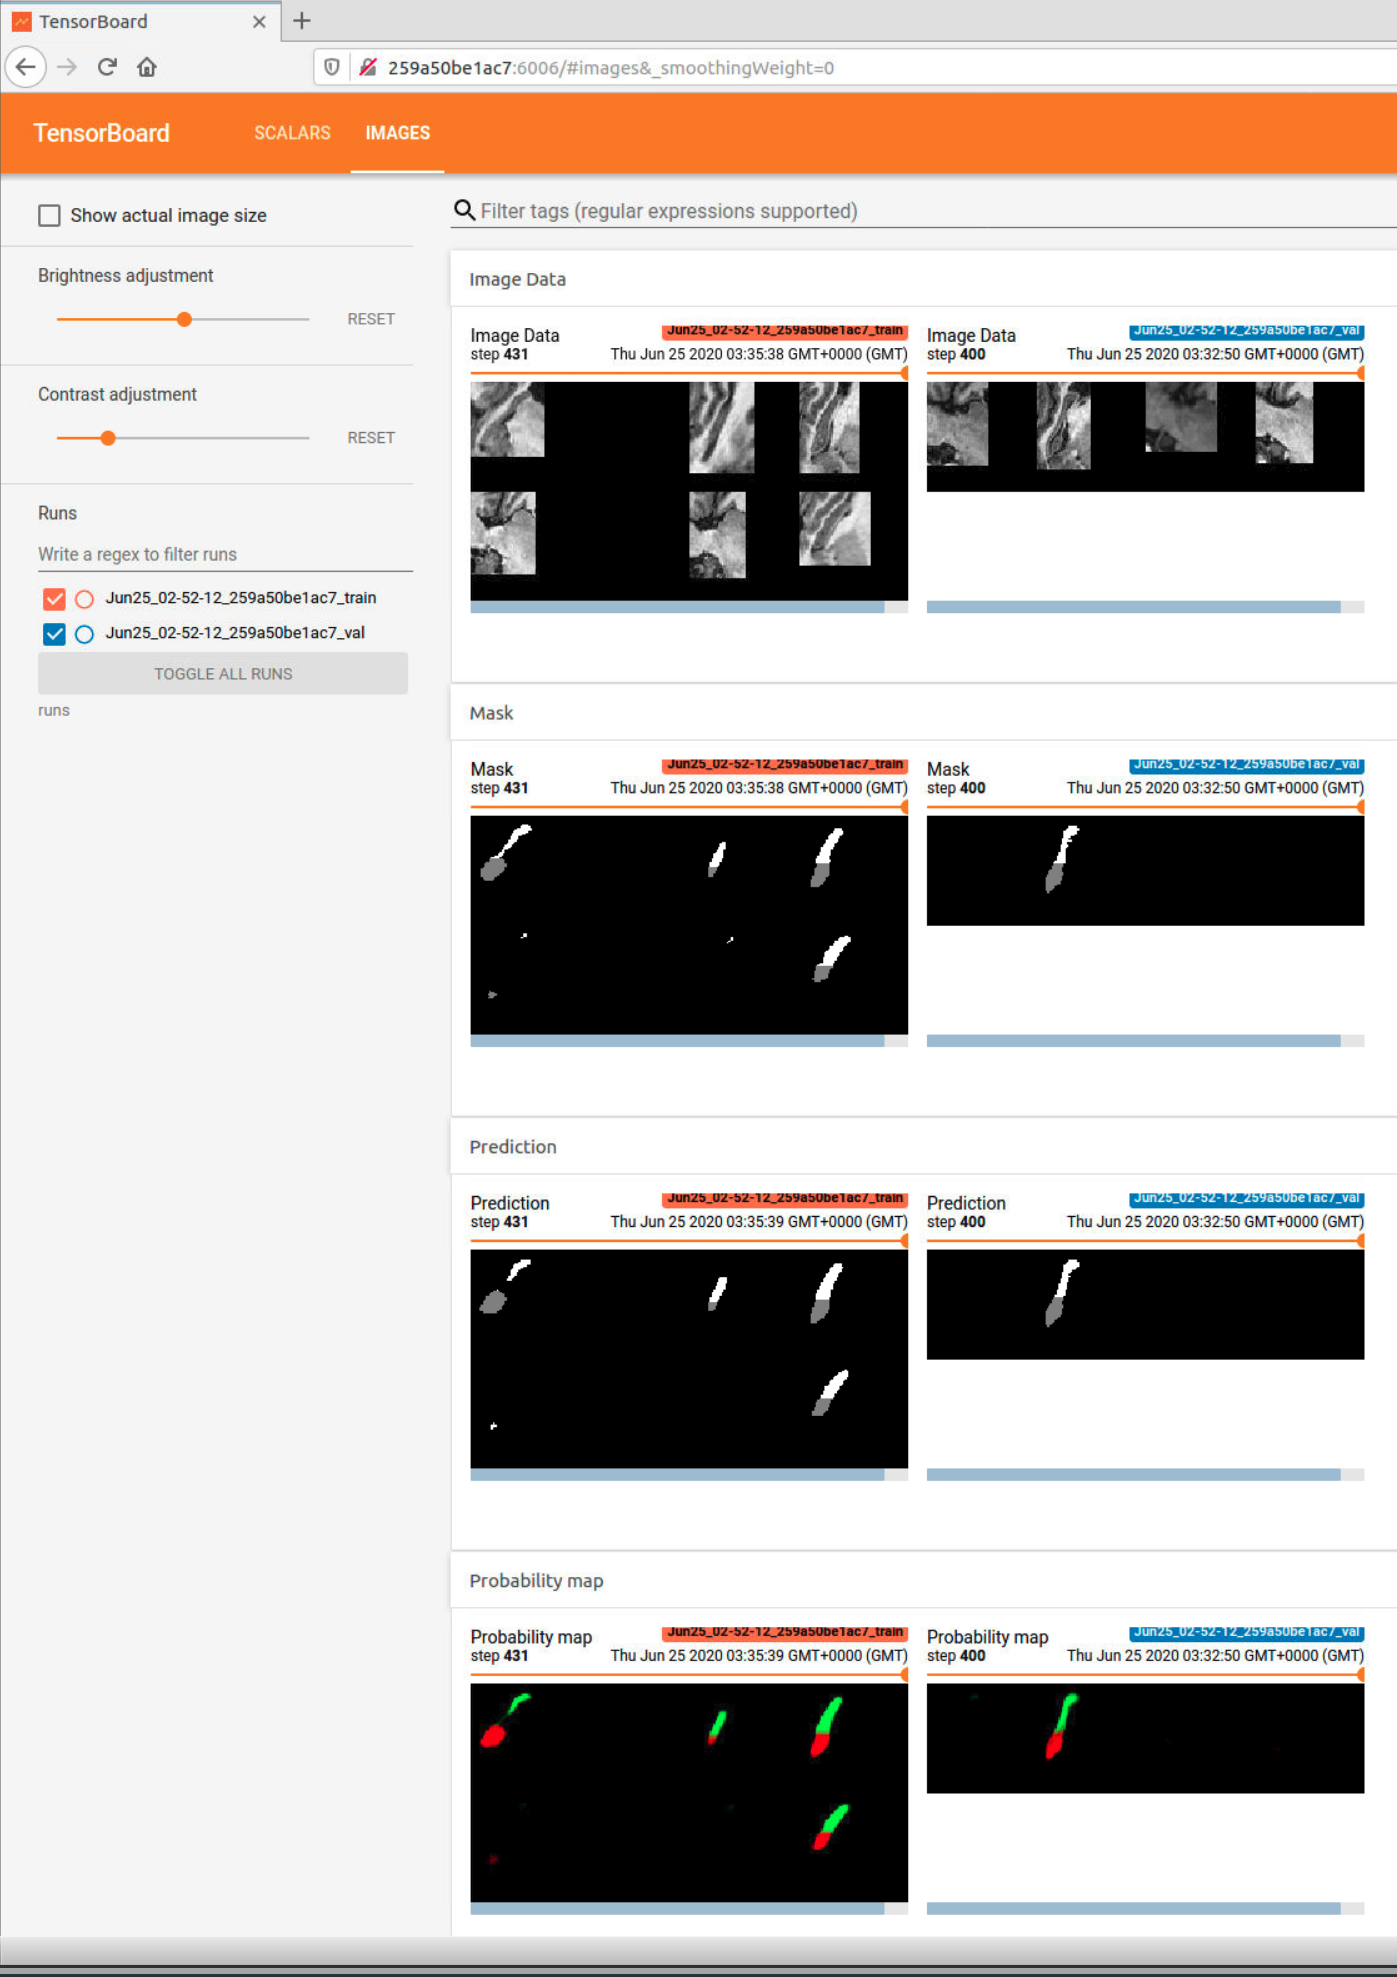 TensorBoard
259a50be1ac7:6006/#images&_smoothingWeight=0
TensorBoard
SCALARS
IMAGES
Show actual image size
Brightness adjustment
RESET
Contrast adjustment
RESET
Runs
Write a regex to filter runs
Jun25_02-52-12_259a50be1ac7_train
Jun25_02-52-12_259a50be1ac7_val
TOGGLE ALL RUNS
runs
Filter tags (regular expressions supported)
Image Data
Image Data
Jun25_02-52-12_259a50be1ac7_train
step 431
Thu Jun 25 2020 03:35:38 GMT+0000 (GMT)
Image Data
Jun25_02-52-12_259a50be1ac7_val
step 400
Thu Jun 25 2020 03:32:50 GMT+0000 (GMT)
Mask
Mask
Jun25_02-52-12_259a50be1ac7_train
step 431
Thu Jun 25 2020 03:35:38 GMT+0000 (GMT)
Mask
Jun25_02-52-12_259a50be1ac7_val
step 400
Thu Jun 25 2020 03:32:50 GMT+0000 (GMT)
Prediction
Prediction
Jun25_02-52-12_259a50be1ac7_train
step 431
Thu Jun 25 2020 03:35:39 GMT+0000 (GMT)
Prediction
Jun25_02-52-12_259a50be1ac7_val
step 400
Thu Jun 25 2020 03:32:50 GMT+0000 (GMT)
Probability map
Probability map
Jun25_02-52-12_259a50be1ac7_train
step 431
Thu Jun 25 2020 03:35:39 GMT+0000 (GMT)
Probability map
Jun25_02-52-12_259a50be1ac7_val
step 400
Thu Jun 25 2020 03:32:50 GMT+0000 (GMT)